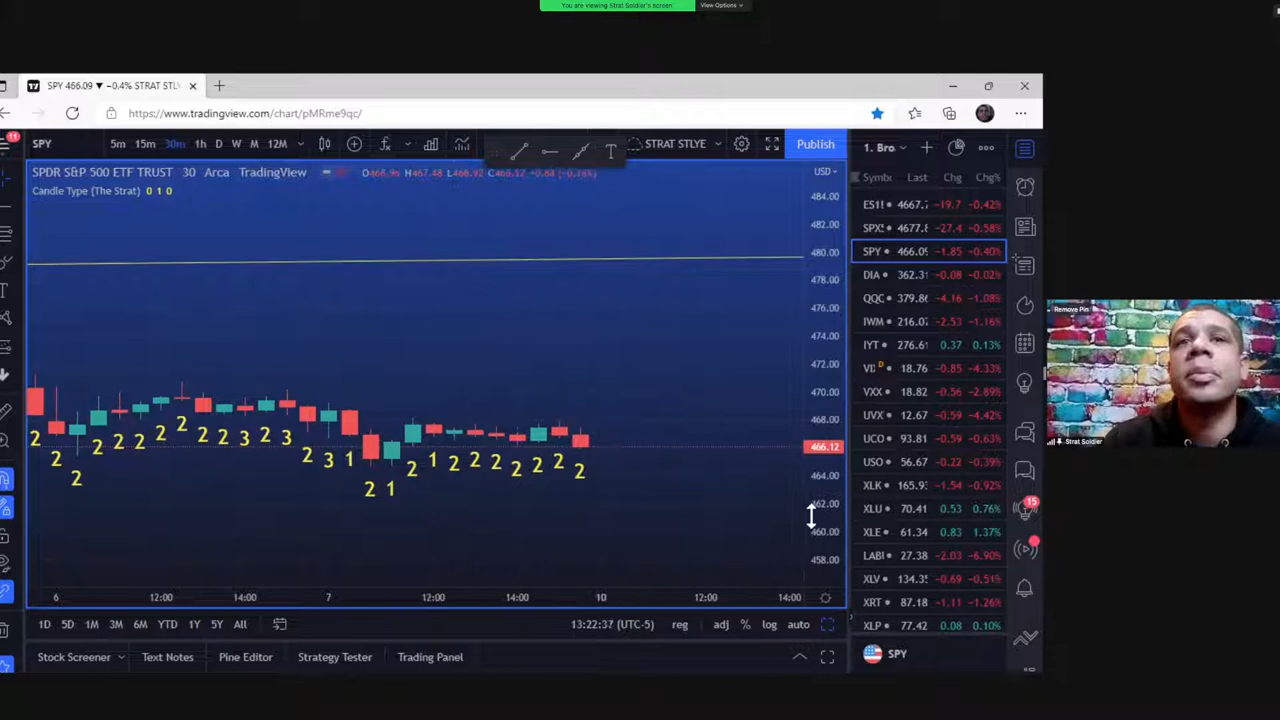 You are viewing Strat Soldier's screen View Options
SPY 466.09 ▼ −0.4% STRAT STL
https://www.tradingview.com/chart/pMRme9qc/
11
SPY 5m 15m 30m 1h D W M 12M STRAT STLYE Publish 1. Bro
SPDR S&P 500 ETF TRUST 30 Arca TradingView
USD
Symbo Last Chg Chg%
Candle Type (The Strat) 0 1 0
484.00
482.00
480.00
478.00
476.00
474.00
472.00
470.00
468.00
466.12
464.00
462.00
460.00
458.00
ES1! 4667.7 -19.7 -0.42%
SPX 4677.8 -27.4 -0.58%
SPY 466.09 -1.85 -0.40%
DIA 362.31 -0.08 -0.02%
QQC 379.86 -4.16 -1.08%
IWM 216.07 -2.53 -1.16%
IYT 276.61 0.37 0.13%
VI D 18.76 -0.85 -4.33%
VXX 18.82 -0.56 -2.89%
UVX 12.67 -0.59 -4.42%
UCO 93.81 -0.59 -0.63%
USO 56.67 -0.22 -0.39%
XLK 165.93 -1.54 -0.92%
XLU 70.41 0.53 0.76%
XLE 61.34 0.83 1.37%
LABI 27.38 -2.03 -6.90%
XLV 134.35 -0.69 -0.51%
XRT 87.18 -1.11 -1.26%
XLP 77.42 0.08 0.10%
15
2 2 2 2 2 2 2 2 2 2 3 2 3 2 3 1 2 1 2 1 2 2 2 2 2 2 2
6 12:00 14:00 7 12:00 14:00 10 12:00 14:00
1D 5D 1M 3M 6M YTD 1Y 5Y All 13:22:37 (UTC-5) reg adj % log auto
Stock Screener Text Notes Pine Editor Strategy Tester Trading Panel SPY
Remove Pin
Strat Soldier